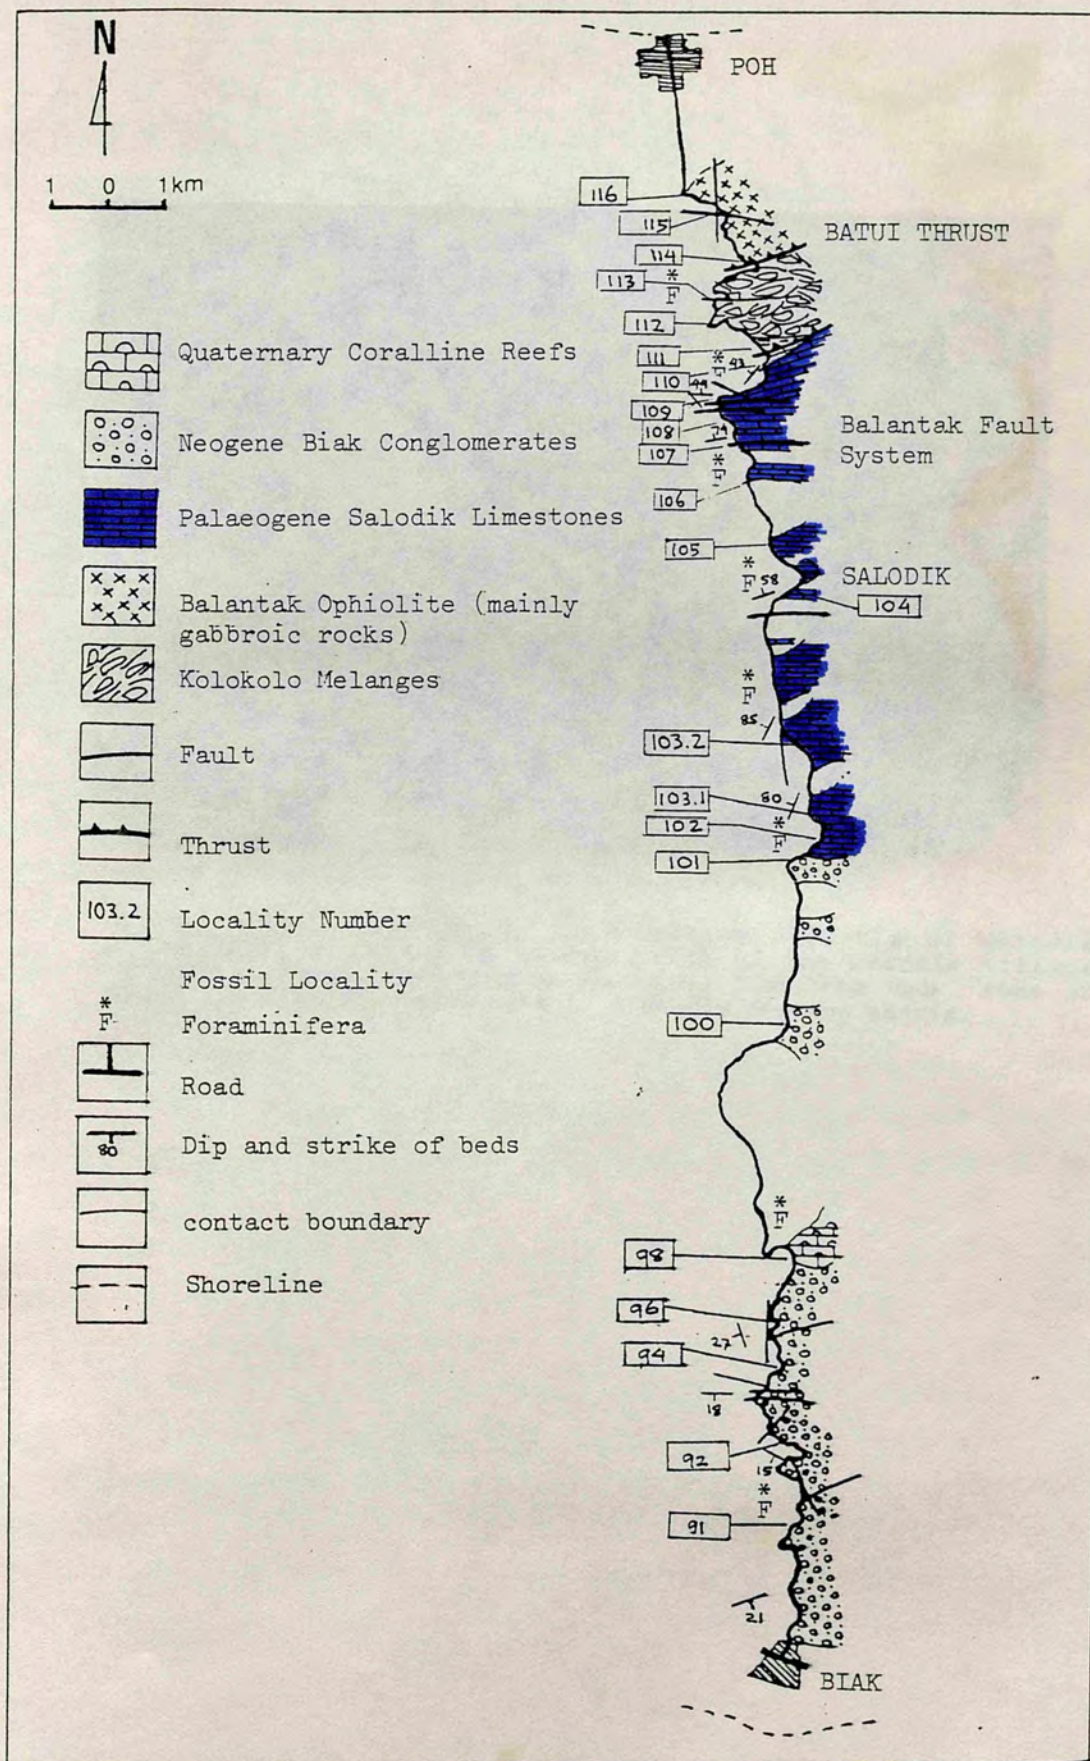 N
1 0 1km
POH
116
115
BATUI THRUST
114
113
*
F
112
111
*
F
43
110
44
109
108
74
107
*
F
Balantak Fault
System
106
105
*
F
58
SALODIK
104
*
F
85
103.2
103.1
80
102
*
F
101
100
*
F
98
96
27
94
18
92
15
*
F
91
21
BIAK
Quaternary Coralline Reefs
Neogene Biak Conglomerates
Palaeogene Salodik Limestones
Balantak Ophiolite (mainly
gabbroic rocks)
Kolokolo Melanges
Fault
Thrust
103.2
Locality Number
Fossil Locality
*
F
Foraminifera
Road
80
Dip and strike of beds
contact boundary
Shoreline